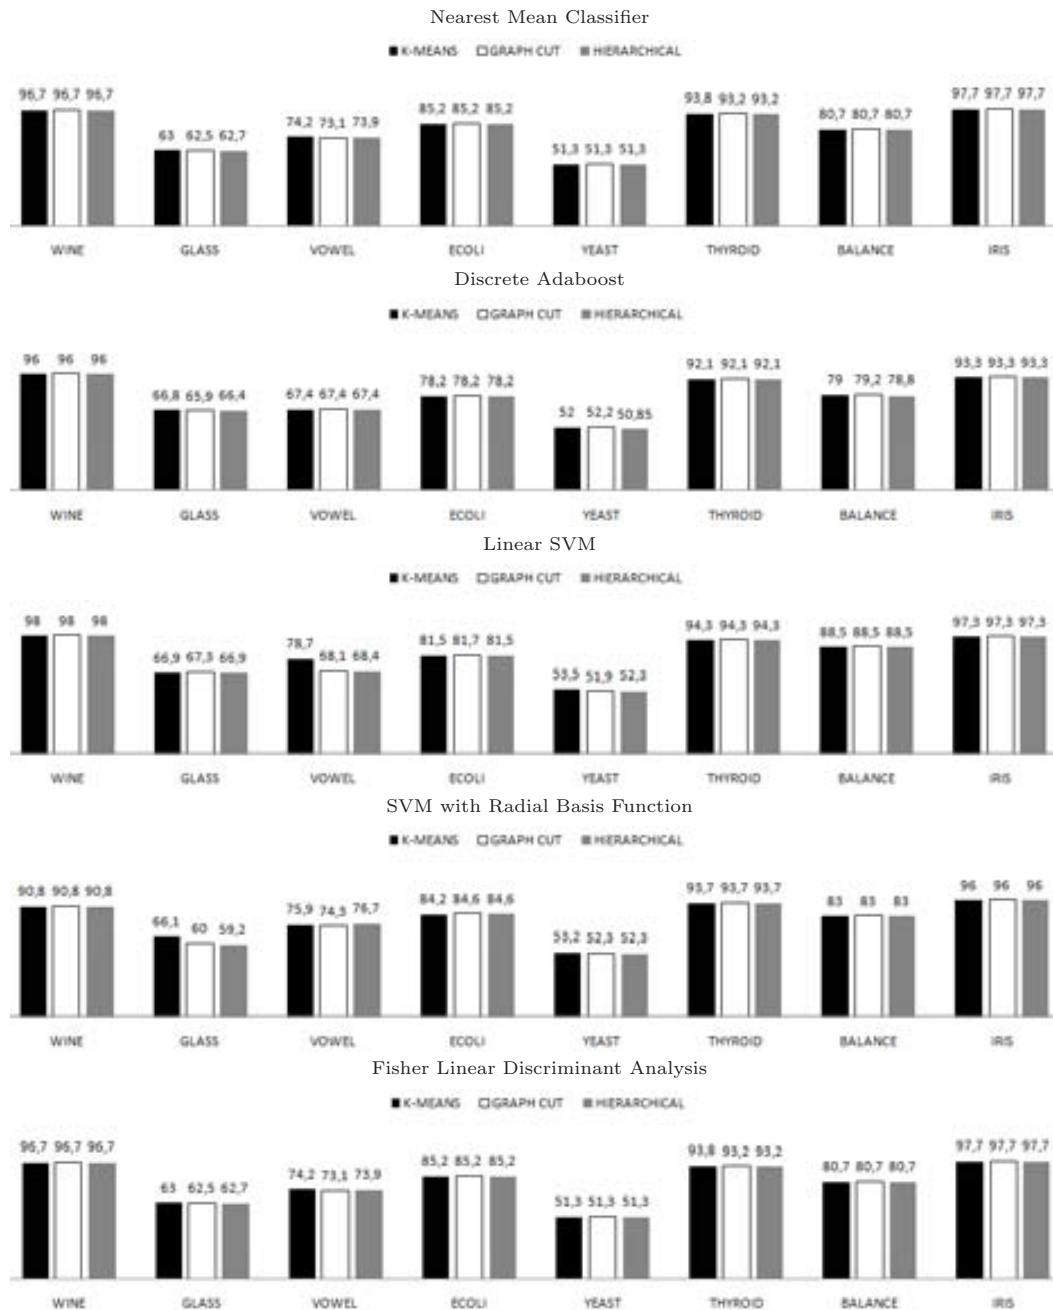 Nearest Mean Classifier
K-MEANS GRAPH CUT HIERARCHICAL
96,7 96,7 96,7 63 62,5 62,7 74,2 73,1 73,9 85,2 85,2 85,2 51,3 51,3 51,3 93,8 93,2 93,2 80,7 80,7 80,7 97,7 97,7 97,7
WINE GLASS VOWEL ECOLI YEAST THYROID BALANCE IRIS
Discrete Adaboost
K-MEANS GRAPH CUT HIERARCHICAL
96 96 96 66,8 65,9 66,4 67,4 67,4 67,4 78,2 78,2 78,2 52 52,2 50,85 92,1 92,1 92,1 79 79,2 78,8 93,3 93,3 93,3
WINE GLASS VOWEL ECOLI YEAST THYROID BALANCE IRIS
Linear SVM
K-MEANS GRAPH CUT HIERARCHICAL
98 98 98 66,9 67,3 66,9 78,7 68,1 68,4 81,5 81,7 81,5 53,5 51,9 52,3 94,3 94,3 94,3 88,5 88,5 88,5 97,3 97,3 97,3
WINE GLASS VOWEL ECOLI YEAST THYROID BALANCE IRIS
SVM with Radial Basis Function
K-MEANS GRAPH CUT HIERARCHICAL
90,8 90,8 90,8 66,1 60 59,2 75,9 74,3 76,7 84,2 84,6 84,6 53,2 52,3 52,3 93,7 93,7 93,7 83 83 83 96 96 96
WINE GLASS VOWEL ECOLI YEAST THYROID BALANCE IRIS
Fisher Linear Discriminant Analysis
K-MEANS GRAPH CUT HIERARCHICAL
96,7 96,7 96,7 63 62,5 62,7 74,2 73,1 73,9 85,2 85,2 85,2 51,3 51,3 51,3 93,8 93,2 93,2 80,7 80,7 80,7 97,7 97,7 97,7
WINE GLASS VOWEL ECOLI YEAST THYROID BALANCE IRIS